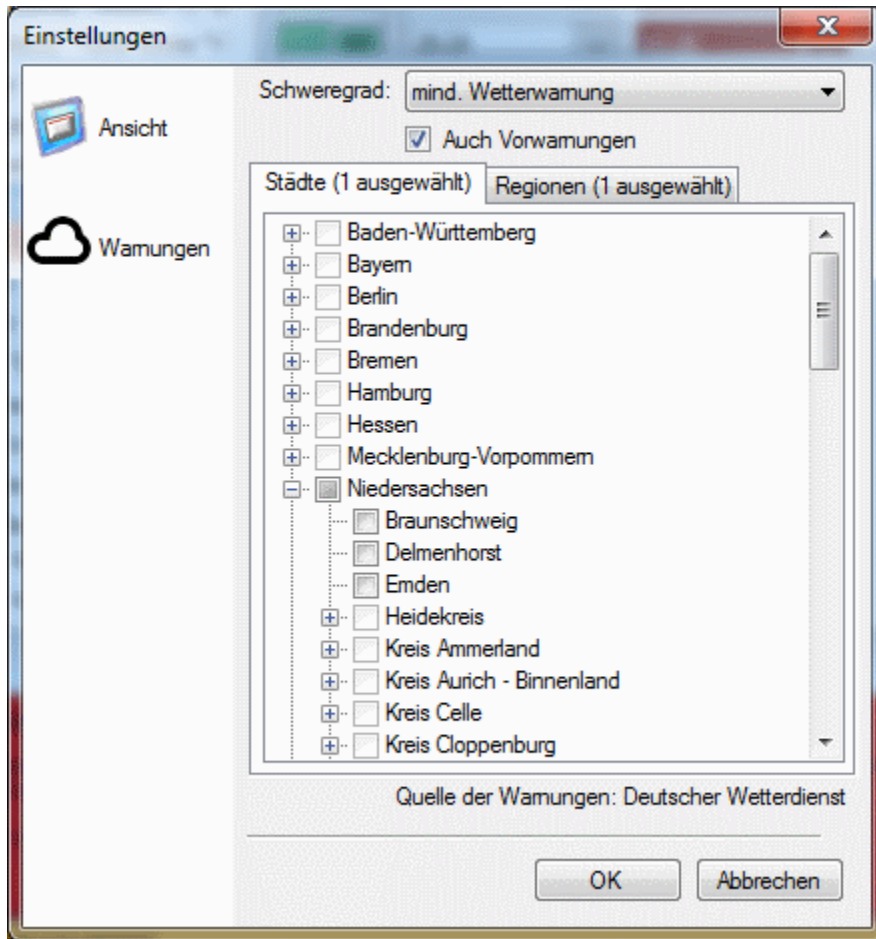 Einstellungen
Ansicht
Warnungen
Schweregrad: mind. Wetterwarnung
Auch Vorwarnungen
Städte (1 ausgewählt) Regionen (1 ausgewählt)
Baden-Württemberg
Bayern
Berlin
Brandenburg
Bremen
Hamburg
Hessen
Mecklenburg-Vorpommern
Niedersachsen
Braunschweig
Delmenhorst
Emden
Heidekreis
Kreis Ammerland
Kreis Aurich - Binnenland
Kreis Celle
Kreis Cloppenburg
Quelle der Warnungen: Deutscher Wetterdienst
OK Abbrechen